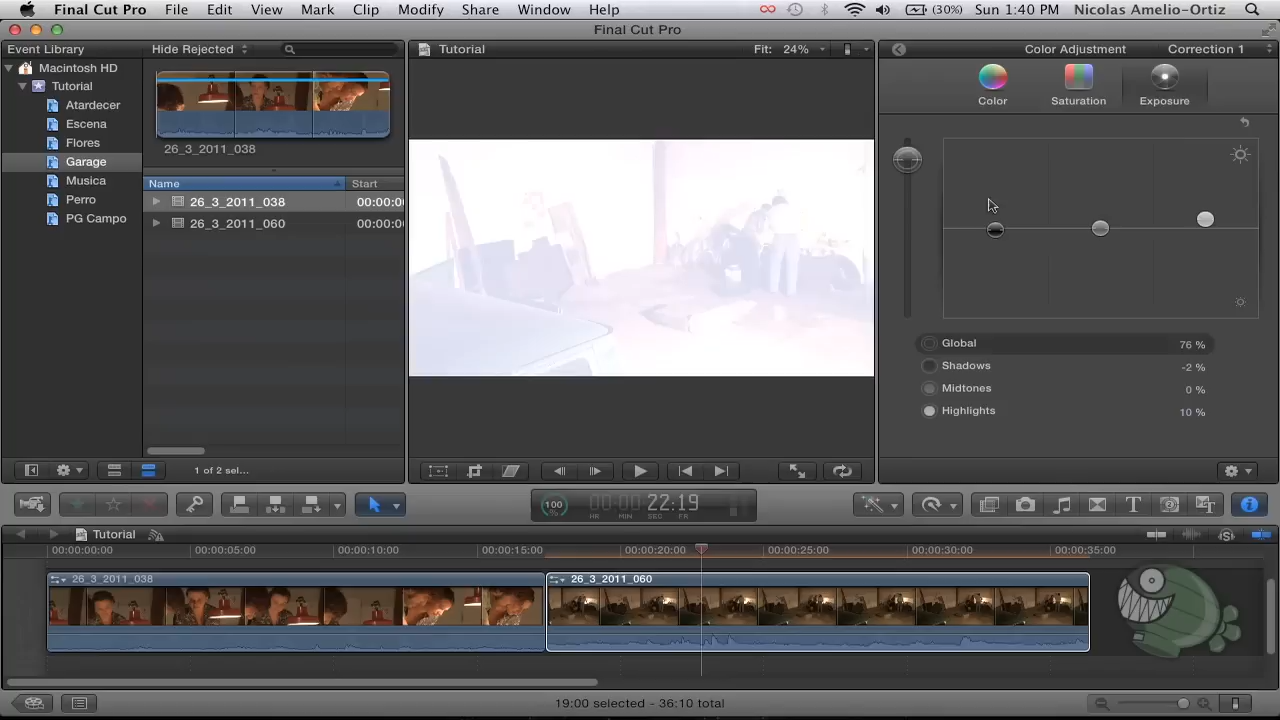 Final Cut Pro File Edit View Mark Clip Modify Share Window Help (30%) Sun 1:40 PM Nicolas Amelio-Ortiz
Final Cut Pro
Event Library Hide Rejected Tutorial Fit: 24% Color Adjustment Correction 1
Macintosh HD
Tutorial
Atardecer
Escena
Flores
Garage
Musica
Perro
PG Campo
26_3_2011_038
Name Start
26_3_2011_038 00:00:0
26_3_2011_060 00:00:0
1 of 2 sel...
Color Saturation Exposure
Global 76 %
Shadows -2 %
Midtones 0 %
Highlights 10 %
100 % 00:00 22:19
HR MIN SEC FR
T T
Tutorial
00:00:00:00 00:00:05:00 00:00:10:00 00:00:15:00 00:00:20:00 00:00:25:00 00:00:30:00 00:00:35:00
26_3_2011_038 26_3_2011_060
19:00 selected - 36:10 total